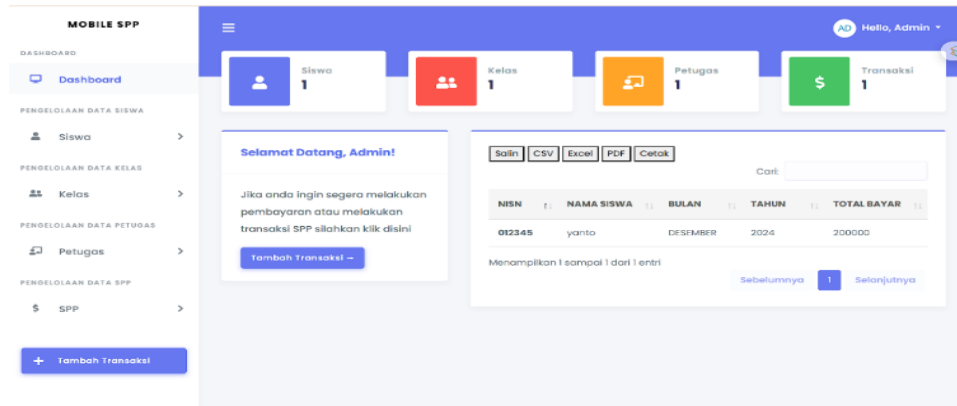 MOBILE SPP
DASHBOARD
Dashboard
PENGELOLAAN DATA SISWA
Siswa
PENGELOLAAN DATA KELAS
Kelas
PENGELOLAAN DATA PETUGAS
Petugas
PENGELOLAAN DATA SPP
$ SPP
+ Tambah Transaksi
AD Hello, Admin
Siswa
1
Kelas
1
Petugas
1
$ Transaksi
1
Selamat Datang, Admin!
Jika anda ingin segera melakukan
pembayaran atau melakukan
transaksi SPP silahkan klik disini
Tambah Transaksi →
Salin CSV Excel PDF Cetak
Cari:
NISN NAMA SISWA BULAN TAHUN TOTAL BAYAR
012345 yanto DESEMBER 2024 200000
Menampilkan 1 sampai 1 dari 1 entri
Sebelumnya 1 Selanjutnya